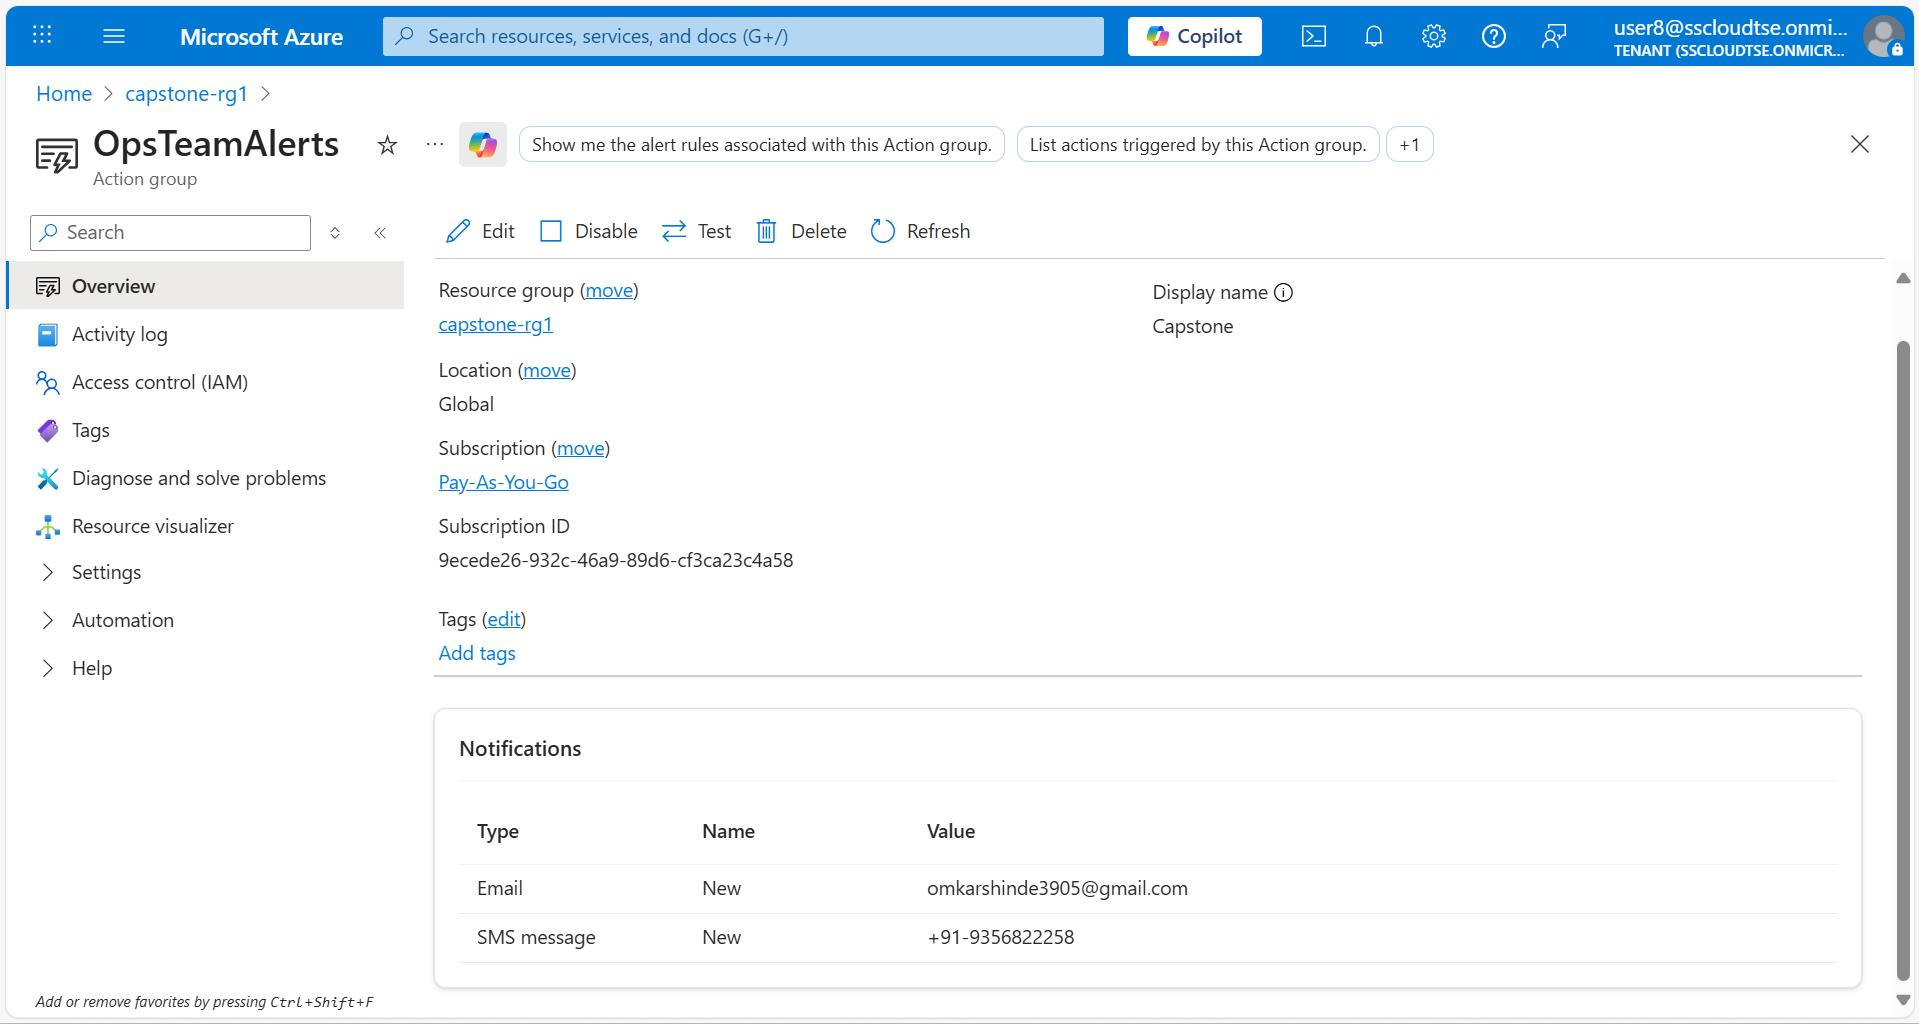 Microsoft Azure
Search resources, services, and docs (G+/)
Copilot
user8@sscloudtse.onmi...
TENANT (SSCLOUDTSE.ONMICR...
Home > capstone-rg1 >
OpsTeamAlerts
Action group
Show me the alert rules associated with this Action group.
List actions triggered by this Action group.
+1
Search
Edit
Disable
Test
Delete
Refresh
Overview
Activity log
Access control (IAM)
Tags
Diagnose and solve problems
Resource visualizer
Settings
Automation
Help
Add or remove favorites by pressing Ctrl+Shift+F
Resource group (move)
capstone-rg1
Location (move)
Global
Subscription (move)
Pay-As-You-Go
Subscription ID
9ecede26-932c-46a9-89d6-cf3ca23c4a58
Tags (edit)
Add tags
Display name
Capstone
Notifications
Type Name Value
Email New omkarshinde3905@gmail.com
SMS message New +91-9356822258